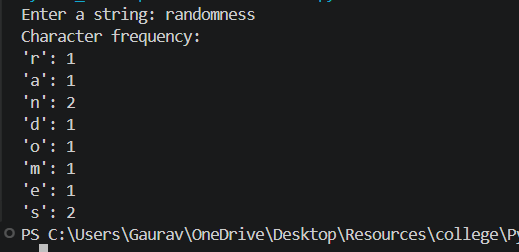 Enter a string: randomness
Character frequency:
'r': 1
'a': 1
'n': 2
'd': 1
'o': 1
'm': 1
'e': 1
's': 2
PS C:\Users\Gaurav\OneDrive\Desktop\Resources\college\Py